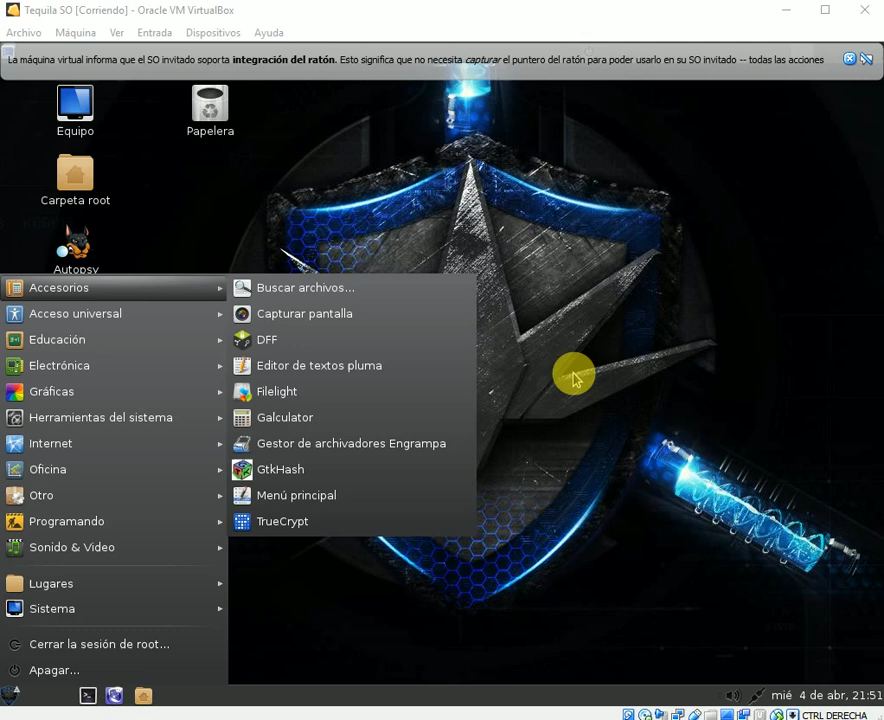 Tequila SO [Corriendo] - Oracle VM VirtualBox
Archivo Máquina Ver Entrada Dispositivos Ayuda
La máquina virtual informa que el SO invitado soporta integración del ratón. Esto significa que no necesita capturar el puntero del ratón para poder usarlo en su SO invitado -- todas las acciones
Equipo
Papelera
Carpeta root
Autopsy
Accesorios
Acceso universal
Educación
Electrónica
Gráficas
Herramientas del sistema
Internet
Oficina
Otro
Programando
Sonido & Video
Lugares
Sistema
Cerrar la sesión de root...
Apagar...
Buscar archivos...
Capturar pantalla
DFF
Editor de textos pluma
Filelight
Galculator
Gestor de archivadores Engrampa
GtkHash
Menú principal
TrueCrypt
mié 4 de abr, 21:51
CTRL DERECHA